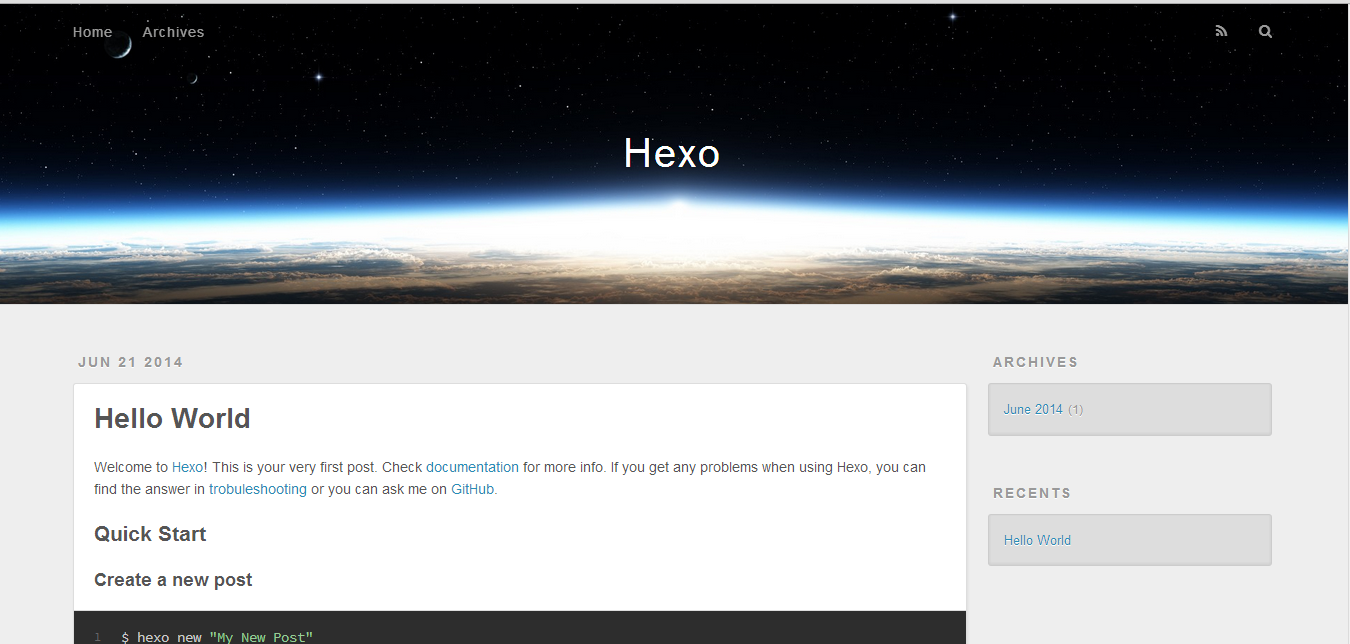 Home Archives
Hexo
JUN 21 2014
Hello World
Welcome to Hexo! This is your very first post. Check documentation for more info. If you get any problems when using Hexo, you can
find the answer in trobuleshooting or you can ask me on GitHub.
Quick Start
Create a new post
1 $ hexo new "My New Post"
ARCHIVES
June 2014 (1)
RECENTS
Hello World